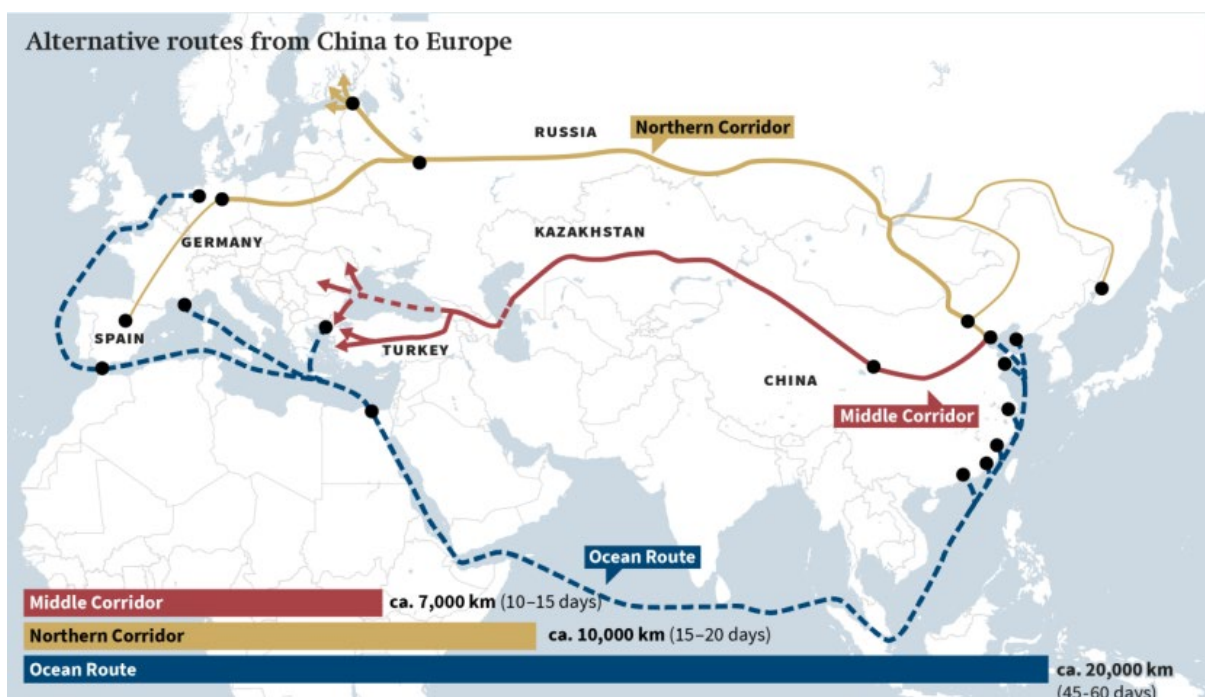 Alternative routes from China to Europe
RUSSIA
Northern Corridor
KAZAKHSTAN
GERMANY
SPAIN
TURKEY
CHINA
Middle Corridor
Ocean Route
Middle Corridor
ca. 7,000 km (10–15 days)
Northern Corridor
ca. 10,000 km (15–20 days)
Ocean Route
ca. 20,000 km
(45-60 days)